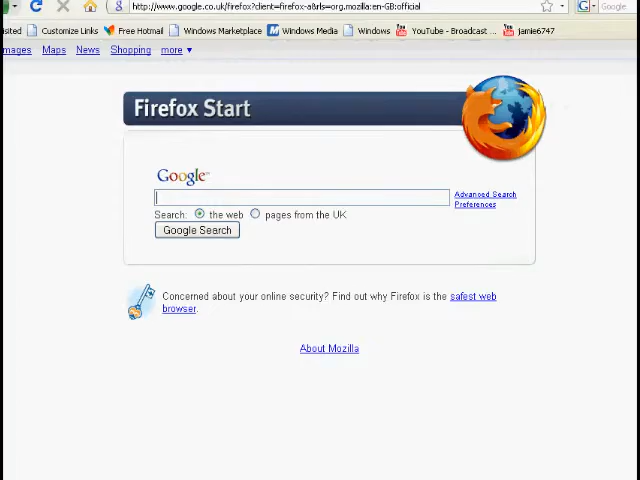 http://www.google.co.uk/firefox?client=firefox-a&rls=org.mozilla:en-GB:official
Google
isited Customize Links Free Hotmail Windows Marketplace Windows Media Windows YouTube - Broadcast ... jamie6747
mages Maps News Shopping more ▼
Firefox Start
Google™
Advanced Search
Preferences
Search: the web pages from the UK
Google Search
Concerned about your online security? Find out why Firefox is the safest web
browser.
About Mozilla